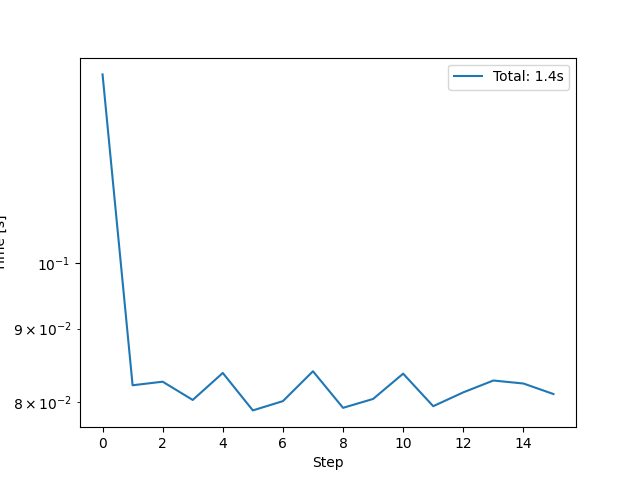 Total: 1.4s
[s]
10⁻¹
9 × 10⁻²
8 × 10⁻²
0 2 4 6 8 10 12 14
Step